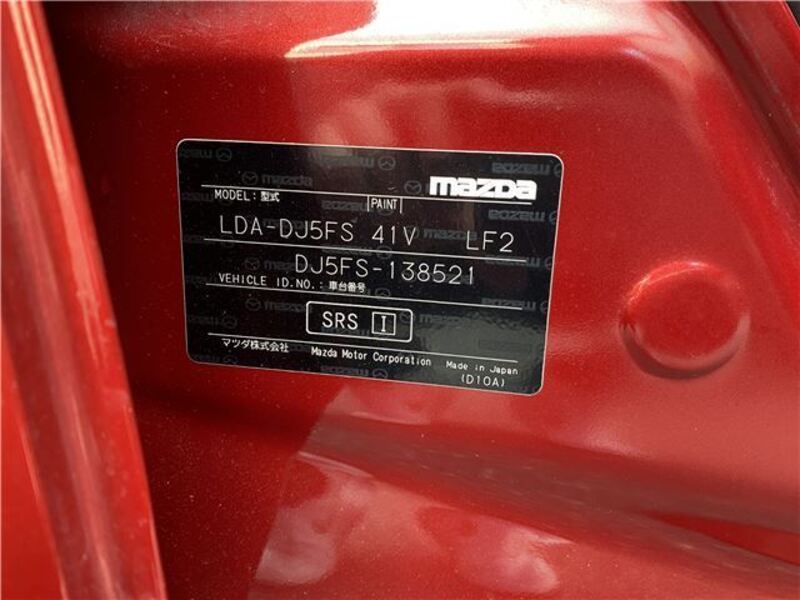 mazda
MODEL: 型式 PAINT
LDA-DJ5FS 41V LF2
DJ5FS-138521
VEHICLE ID.NO.: 車台番号
SRS I
マツダ株式会社 Mazda Motor Corporation Made in Japan
(D10A)